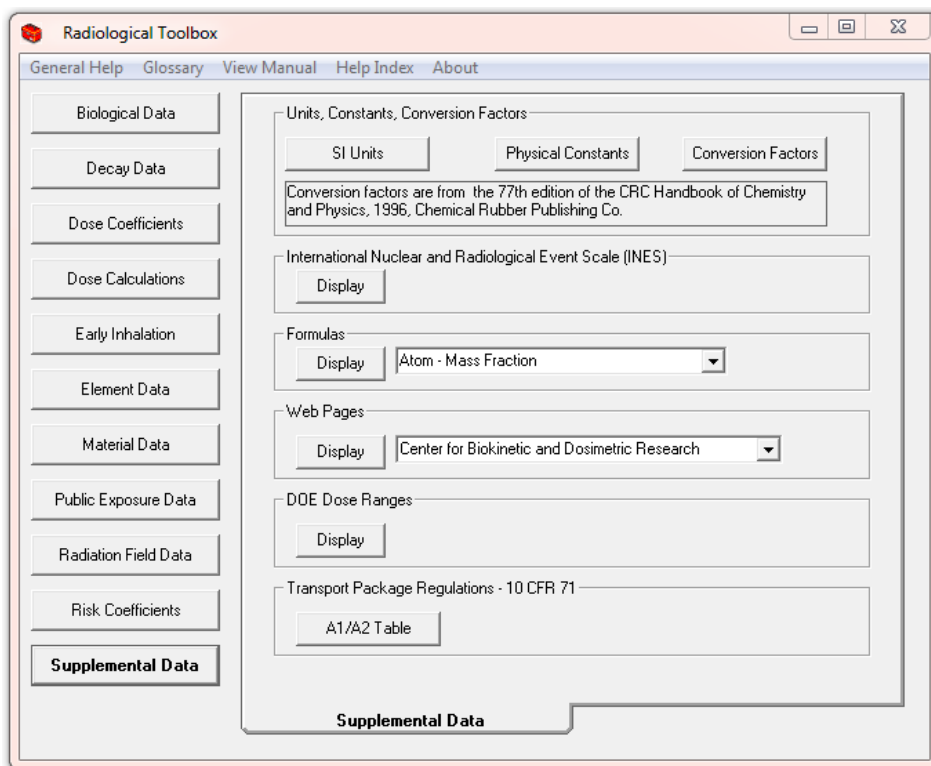 Radiological Toolbox
General Help Glossary View Manual Help Index About
Biological Data
Decay Data
Dose Coefficients
Dose Calculations
Early Inhalation
Element Data
Material Data
Public Exposure Data
Radiation Field Data
Risk Coefficients
Supplemental Data
Units, Constants, Conversion Factors
SI Units Physical Constants Conversion Factors
Conversion factors are from the 77th edition of the CRC Handbook of Chemistry
and Physics, 1996, Chemical Rubber Publishing Co.
International Nuclear and Radiological Event Scale (INES)
Display
Formulas
Display Atom - Mass Fraction
Web Pages
Display Center for Biokinetic and Dosimetric Research
DOE Dose Ranges
Display
Transport Package Regulations - 10 CFR 71
A1/A2 Table
Supplemental Data